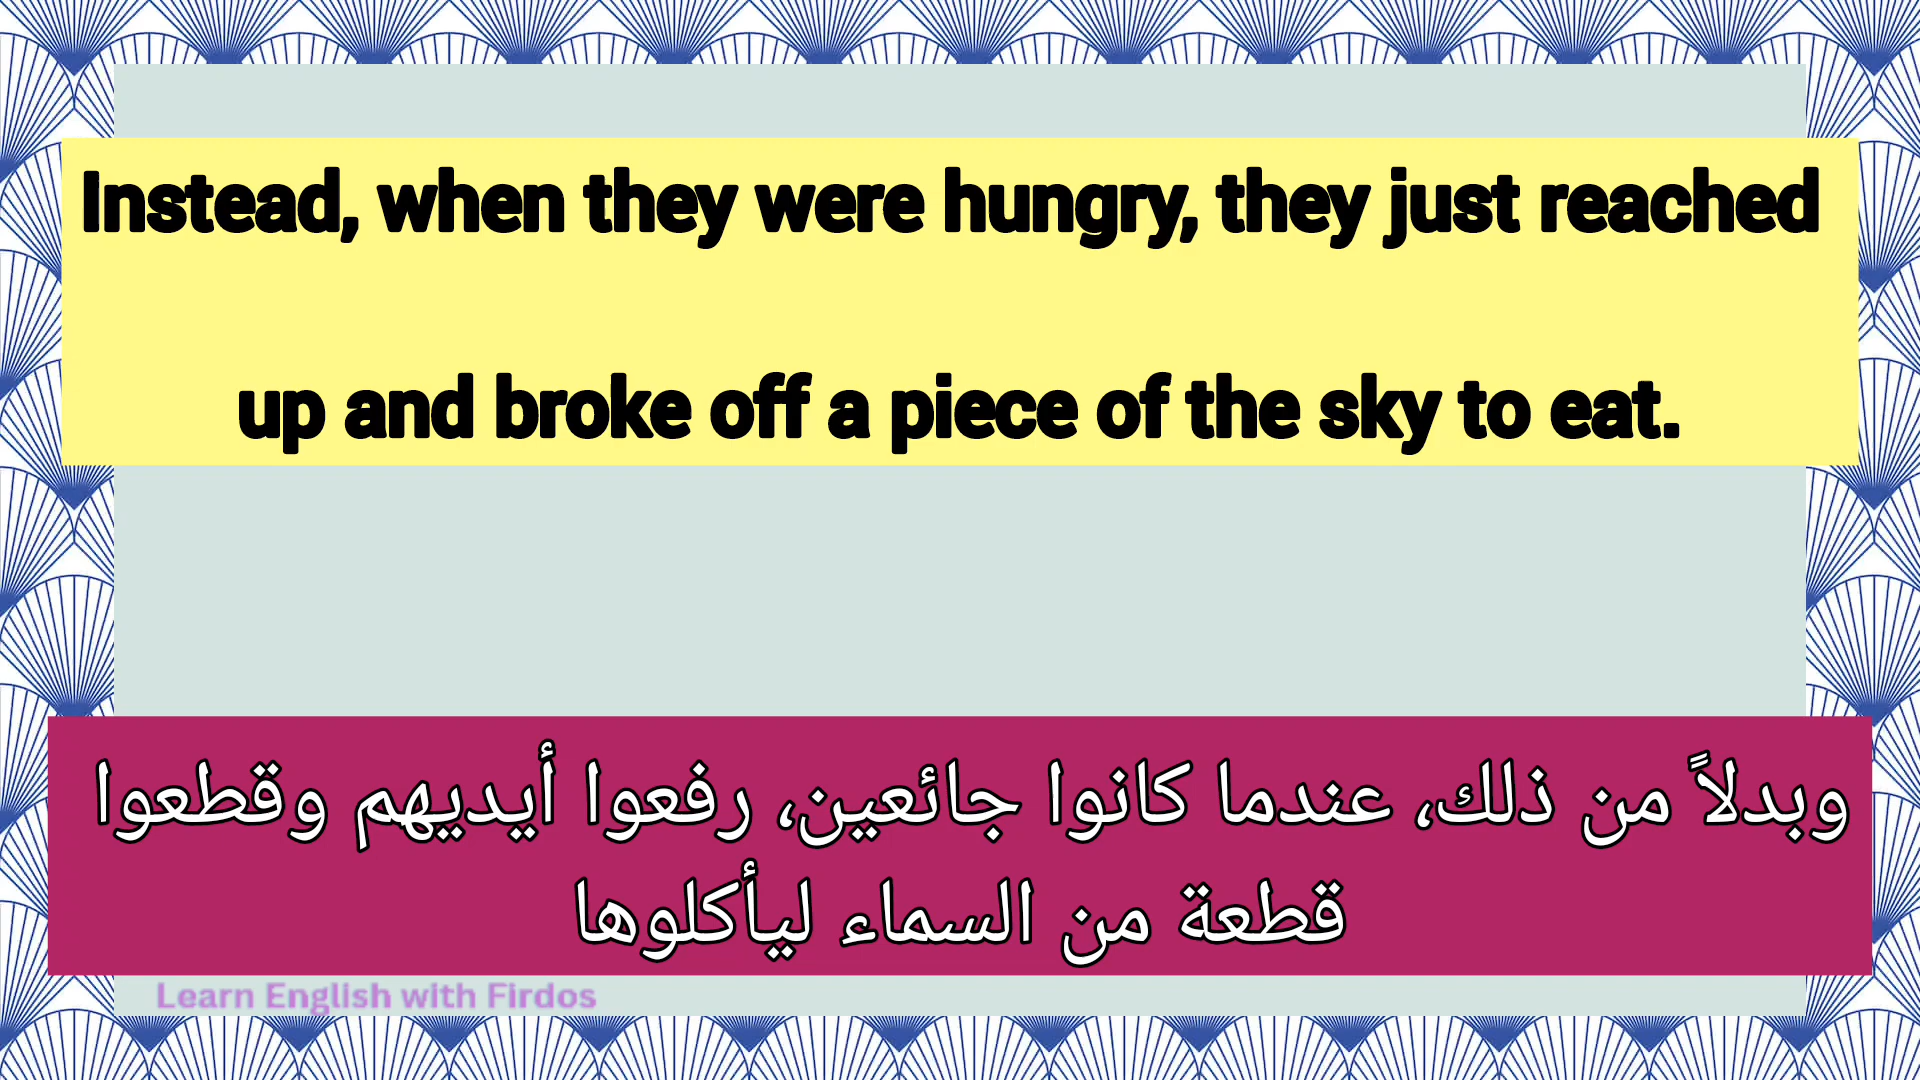 Instead, when they were hungry, they just reached
up and broke off a piece of the sky to eat.
وبدلاً من ذلك، عندما كانوا جائعين، رفعوا أيديهم وقطعوا
قطعة من السماء ليأكلوها
Learn English with Firdos